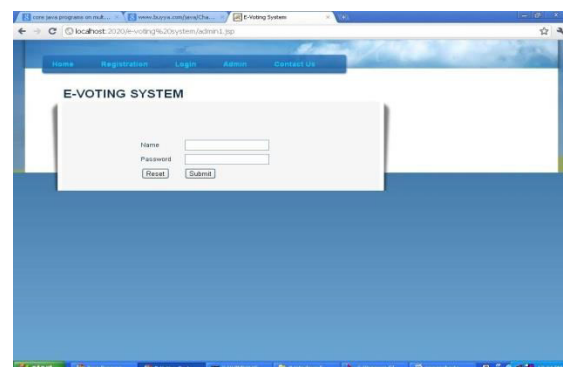 core java programs on mult...
www.buyya.com/java/Cha...
E-Voting System
localhost:2020/e-voting%20system/admin1.jsp
Home Registration Login Admin Contact Us
E-VOTING SYSTEM
Name
Password
Reset Submit